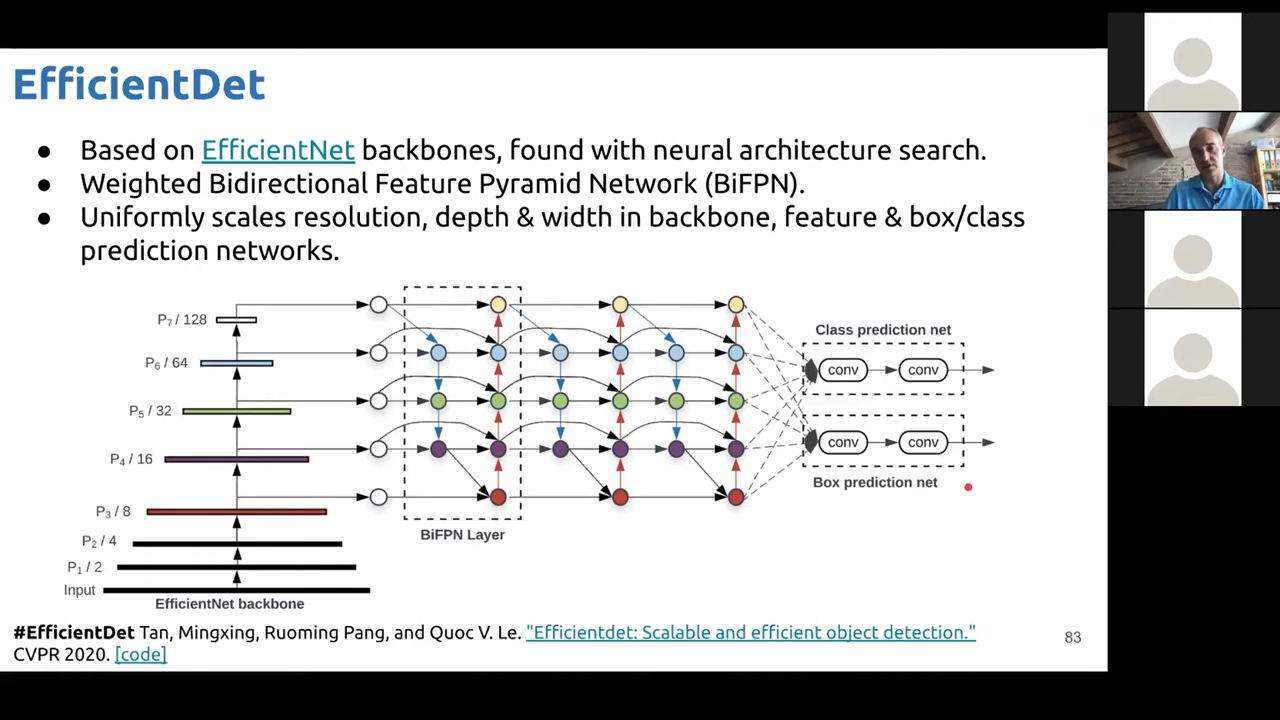 EfficientDet
● Based on EfficientNet backbones, found with neural architecture search.
● Weighted Bidirectional Feature Pyramid Network (BiFPN).
● Uniformly scales resolution, depth & width in backbone, feature & box/class
prediction networks.
P7 / 128
P6 / 64
P5 / 32
P4 / 16
P3 / 8
P2 / 4
P1 / 2
Input
EfficientNet backbone
BiFPN Layer
Class prediction net
conv conv
conv conv
Box prediction net
#EfficientDet Tan, Mingxing, Ruoming Pang, and Quoc V. Le. "Efficientdet: Scalable and efficient object detection."
CVPR 2020. [code]
83